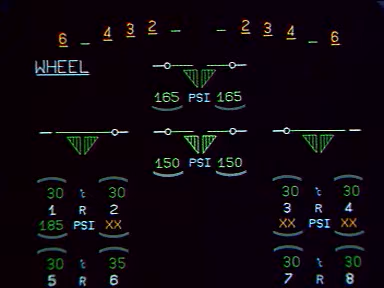 6 _ 4 3 2 _ _ 2 3 4 _ 6
WHEEL
165 PSI 165
150 PSI 150
30 °C 30 30 °C 30
1 R 2 3 R 4
185 PSI XX XX PSI XX
30 °C 35 30 °C 30
5 R 6 7 R 8